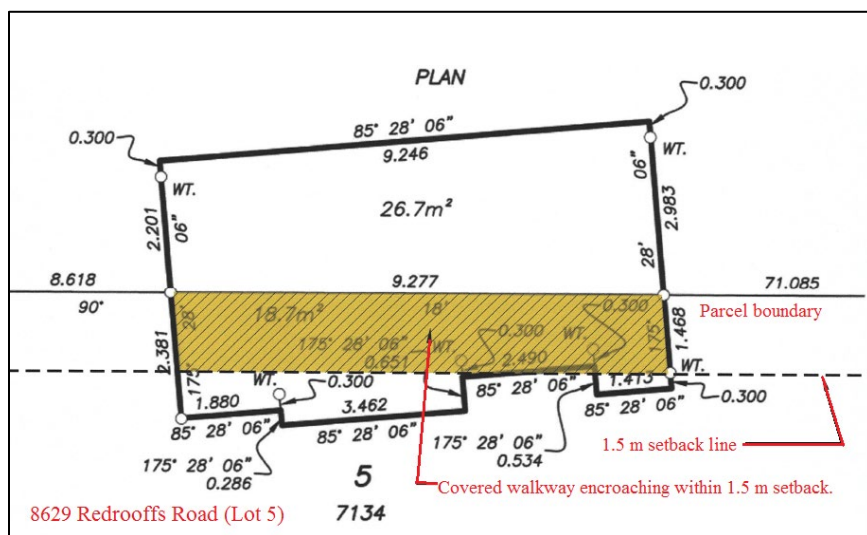 PLAN
0.300
0.300
85° 28' 06"
9.246
WT.
WT.
06"
2.983
28'
26.7m²
2.201
06"
8.618
9.277
71.085
90°
18'
18.7m²
28'
175°
2.381
0.300
Parcel boundary
175°
1.468
175° 28' 06"
0.651
WT.
0.300
WT.
2.490
WT.
WT.
0.300
85° 28' 06"
1.413
0.300
1.880
3.462
85° 28' 06"
85° 28' 06"
85° 28' 06"
175° 28' 06"
0.286
175° 28' 06"
0.534
1.5 m setback line
5
Covered walkway encroaching within 1.5 m setback.
8629 Redrooffs Road (Lot 5)
7134